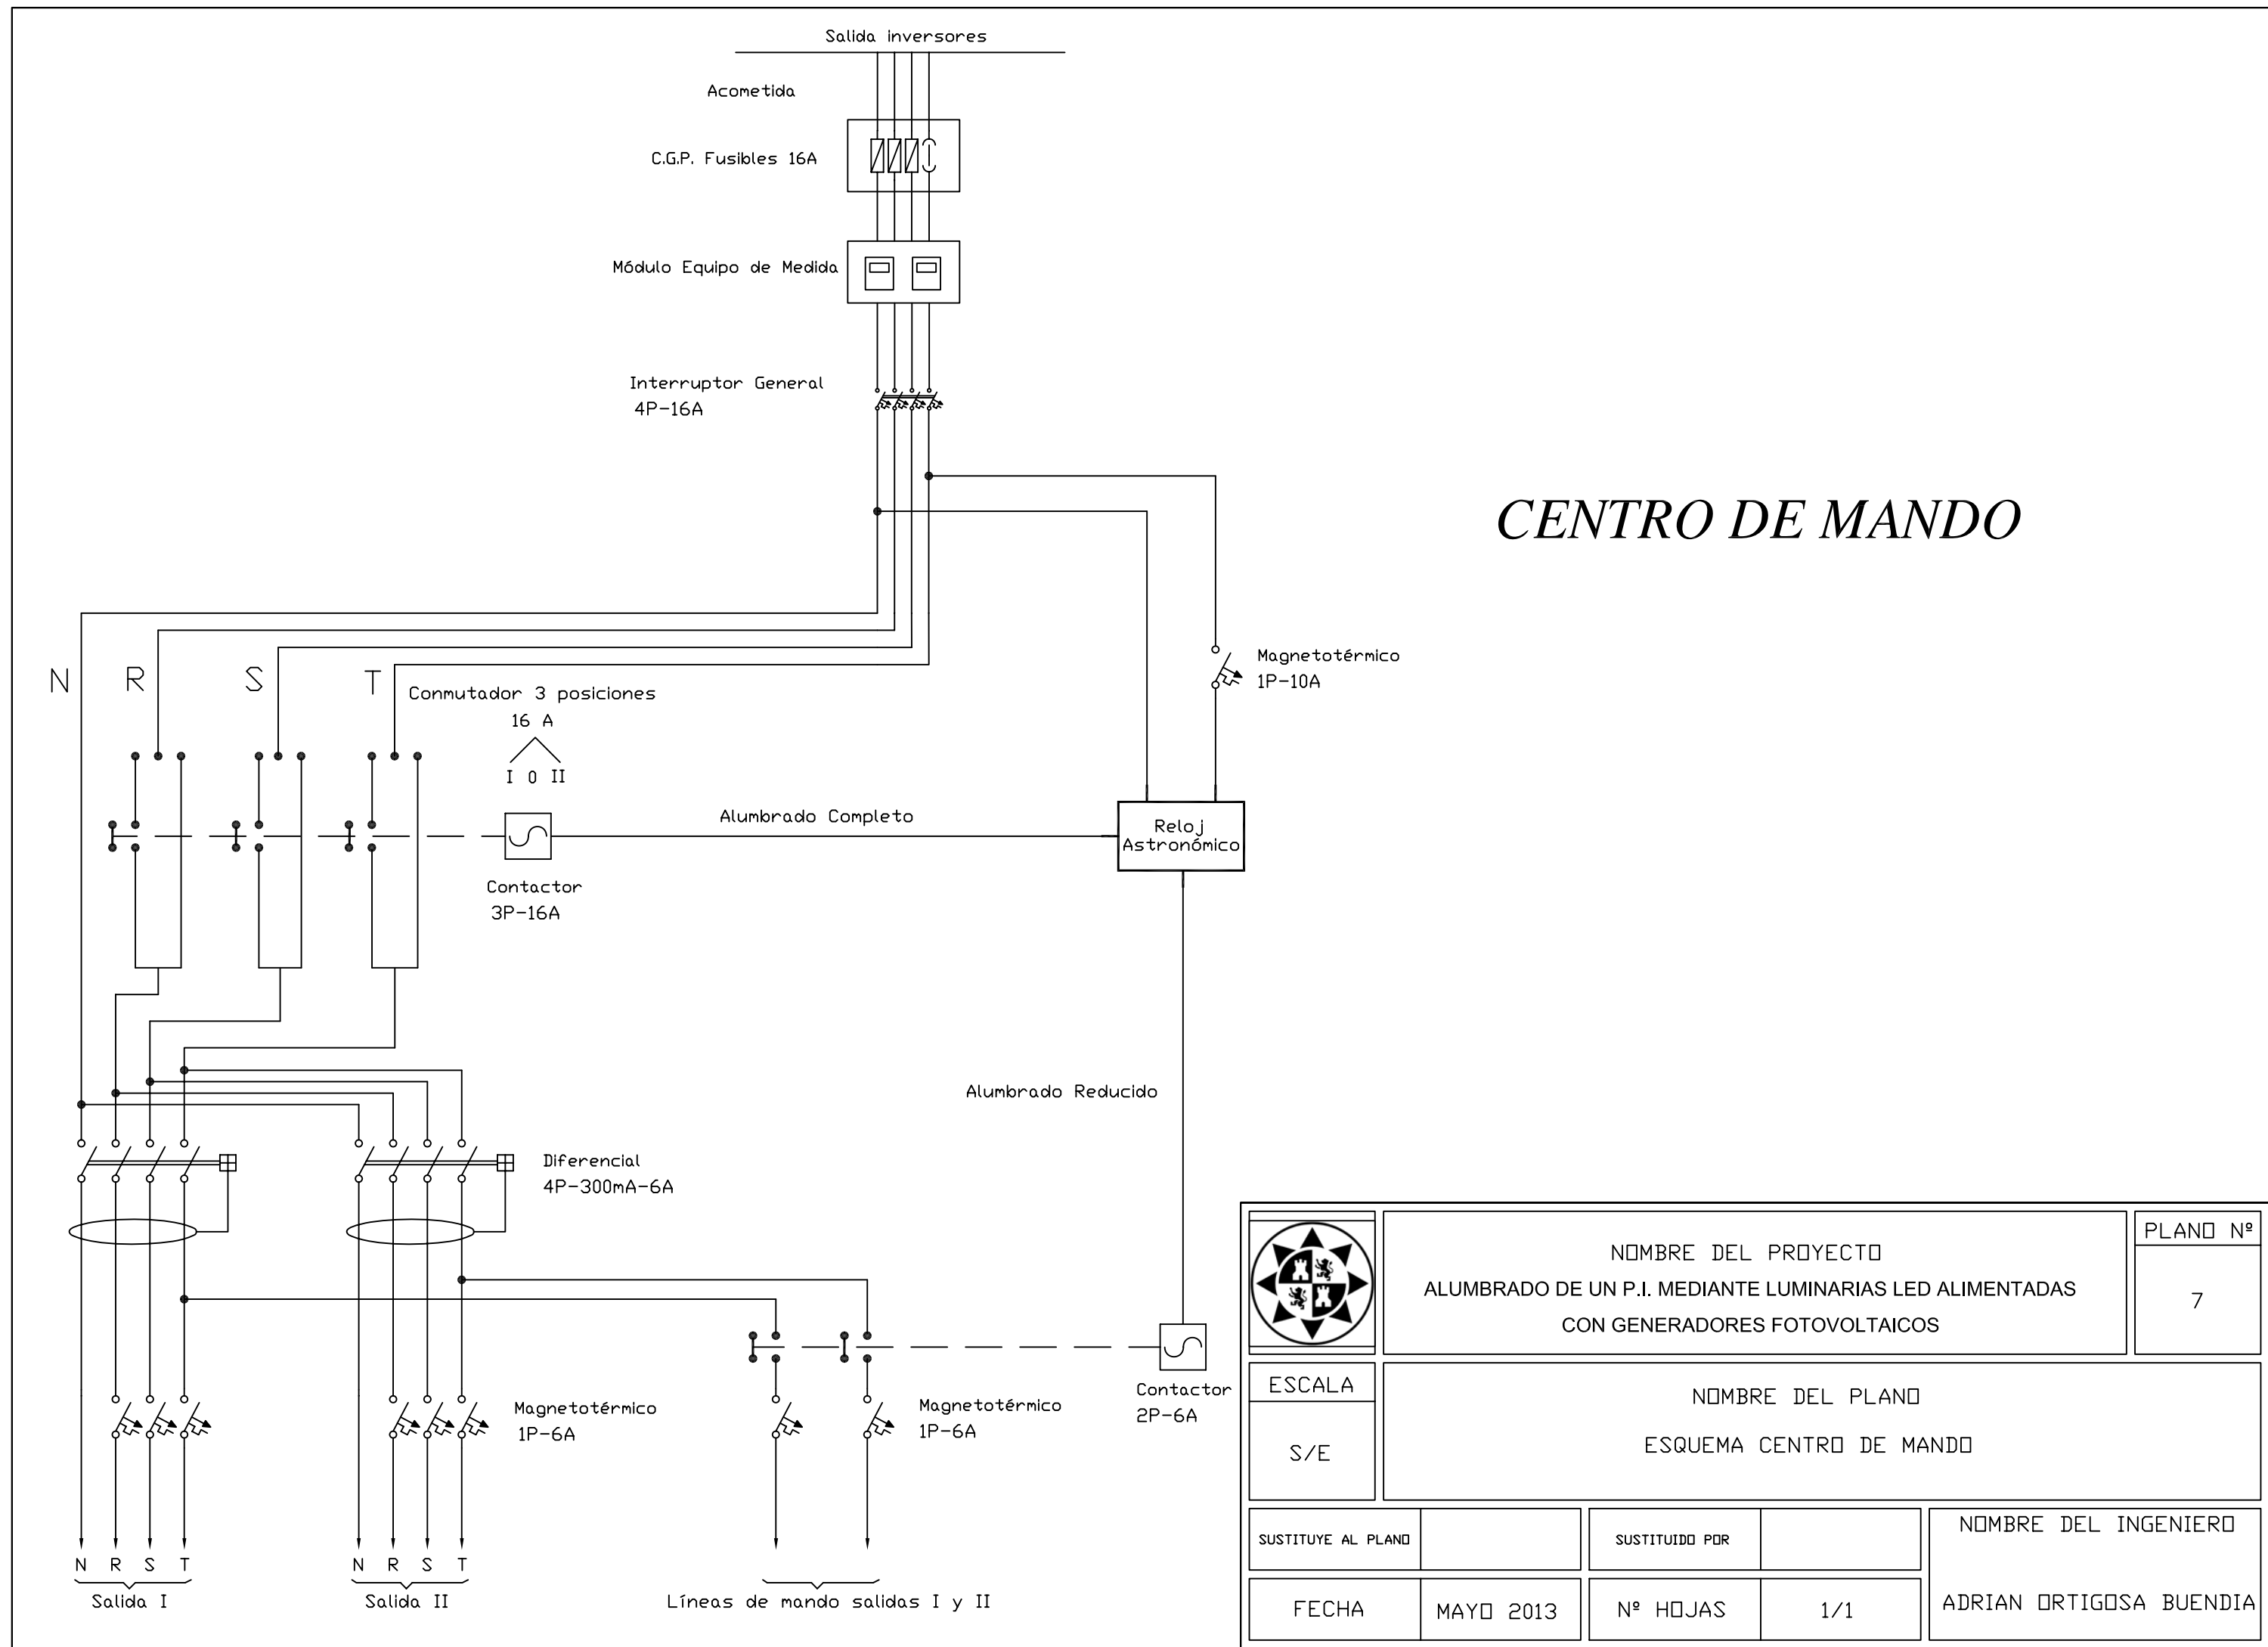 Salida inversores
Acometida
C.G.P. Fusibles 16A
Módulo Equipo de Medida
Interruptor General
4P-16A
CENTRO DE MANDO
N R S T
Magnetotérmico
1P-10A
Conmutador 3 posiciones
16 A
I 0 II
Alumbrado Completo
Reloj
Astronómico
Contactor
3P-16A
Alumbrado Reducido
Diferencial
4P-300mA-6A
Contactor
2P-6A
Magnetotérmico
1P-6A
Magnetotérmico
1P-6A
N R S T
N R S T
Salida I
Salida II
Líneas de mando salidas I y II
NOMBRE DEL PROYECTO
ALUMBRADO DE UN P.I. MEDIANTE LUMINARIAS LED ALIMENTADAS
CON GENERADORES FOTOVOLTAICOS
PLANO Nº
7
ESCALA
S/E
NOMBRE DEL PLANO
ESQUEMA CENTRO DE MANDO
SUSTITUYE AL PLANO
SUSTITUIDO POR
NOMBRE DEL INGENIERO
ADRIAN ORTIGOSA BUENDIA
FECHA
MAYO 2013
Nº HOJAS
1/1